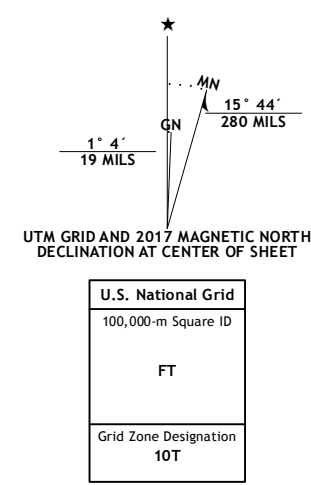 MN
15° 44´
280 MILS
GN
1° 4´
19 MILS
UTM GRID AND 2017 MAGNETIC NORTH
DECLINATION AT CENTER OF SHEET
U.S. National Grid
100,000-m Square ID
FT
Grid Zone Designation
10T